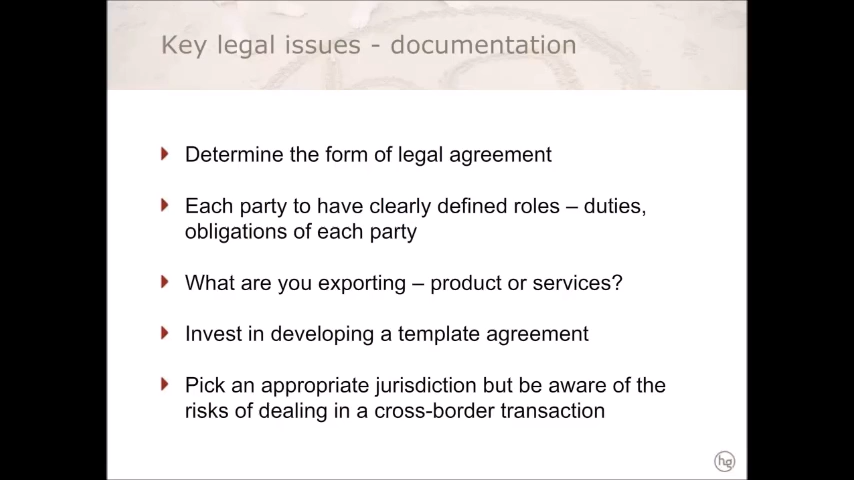 Key legal issues - documentation
Determine the form of legal agreement
Each party to have clearly defined roles – duties,
obligations of each party
What are you exporting – product or services?
Invest in developing a template agreement
Pick an appropriate jurisdiction but be aware of the
risks of dealing in a cross-border transaction
hg